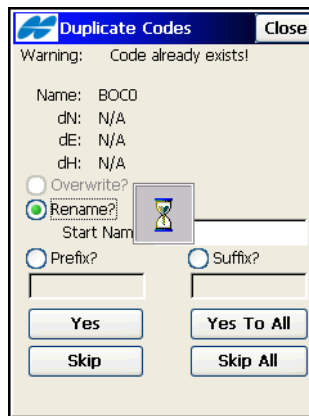 Duplicate Codes Close
Warning: Code already exists!
Name: BOC0
dN: N/A
dE: N/A
dH: N/A
Overwrite?
Rename?
Start Nam
Prefix? Suffix?
Yes Yes To All
Skip Skip All